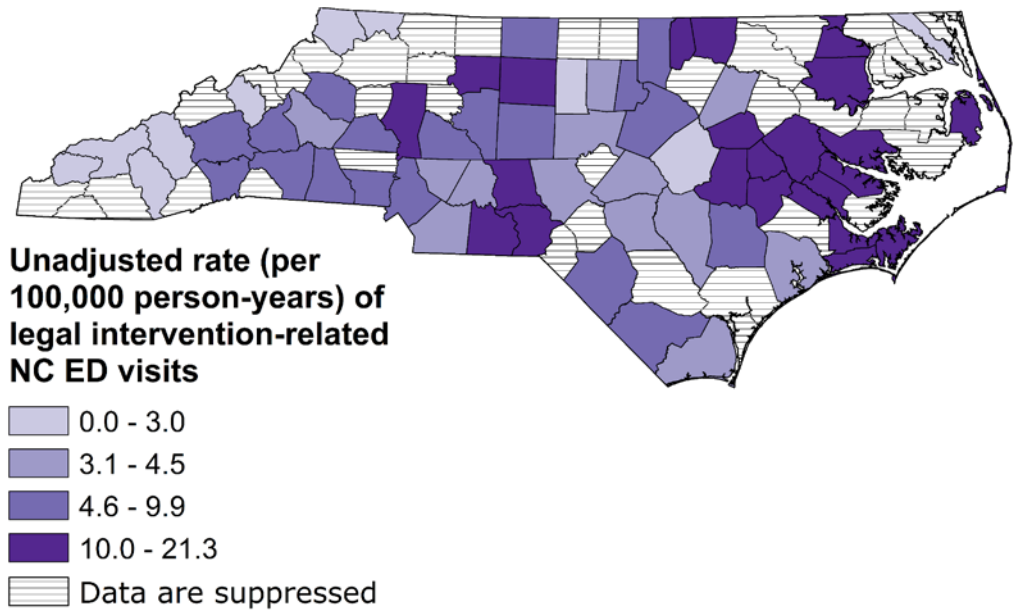 Unadjusted rate (per
100,000 person-years) of
legal intervention-related
NC ED visits
0.0 - 3.0
3.1 - 4.5
4.6 - 9.9
10.0 - 21.3
Data are suppressed